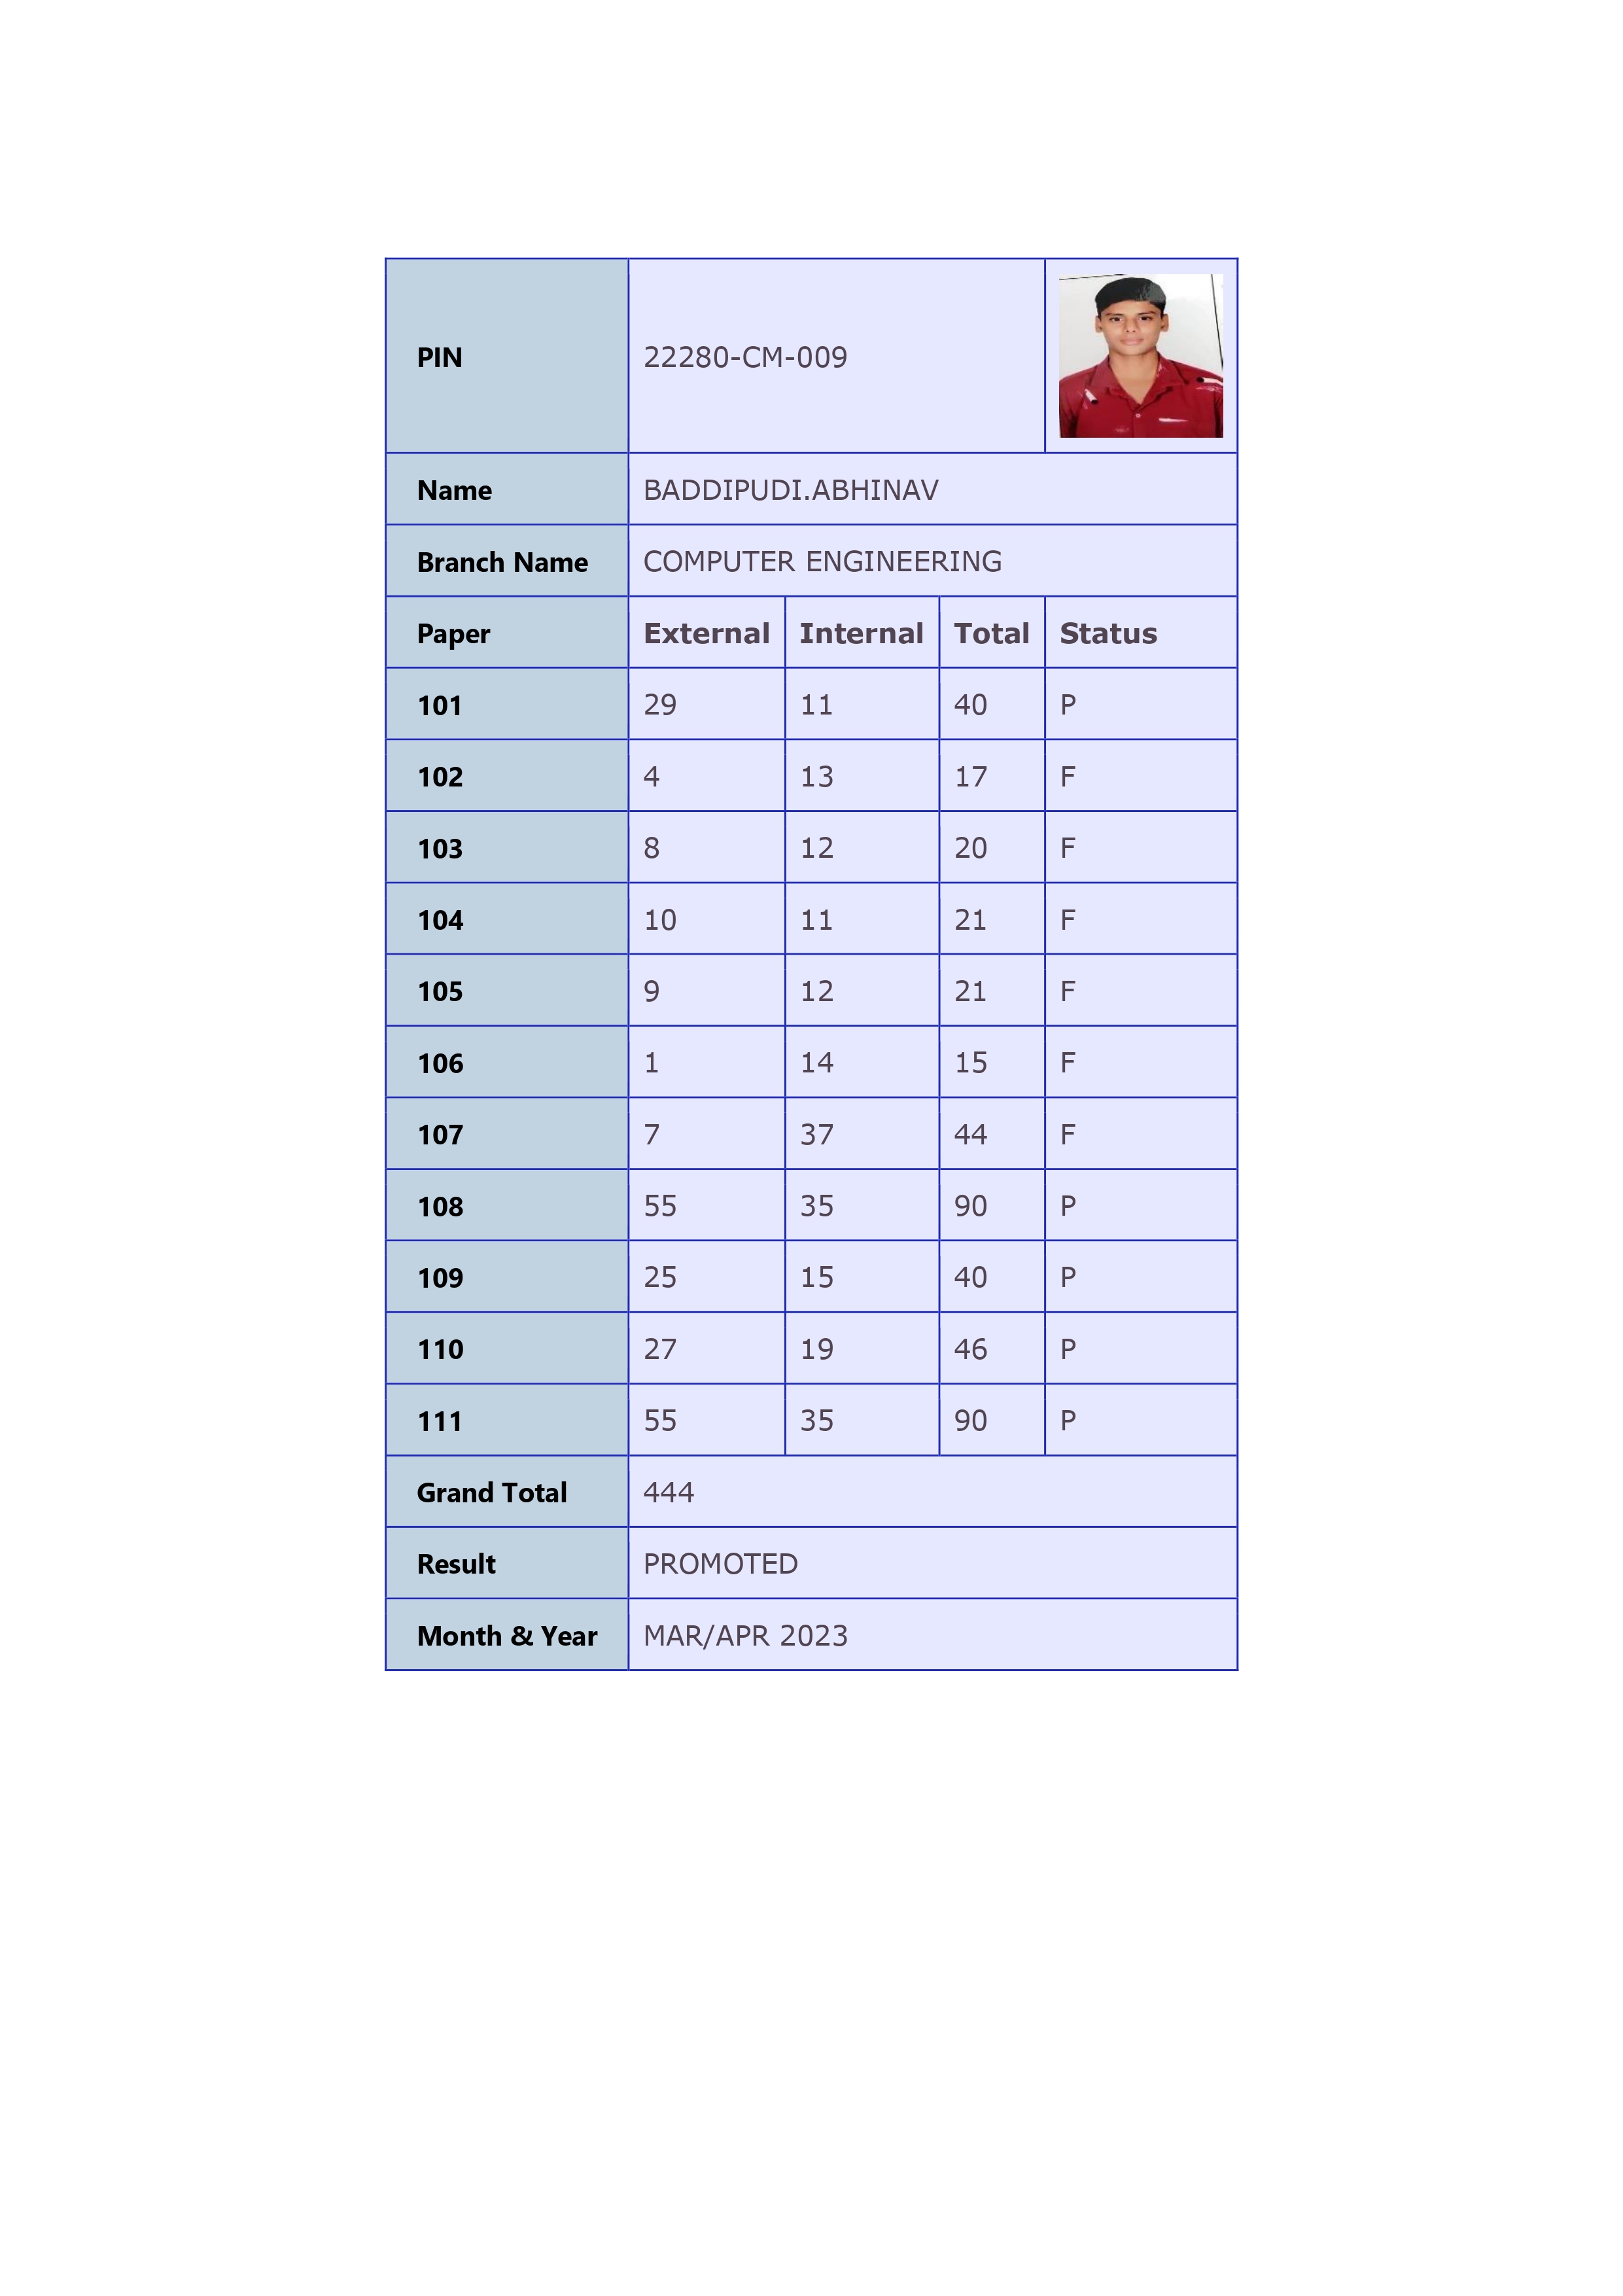 PIN 22280-CM-009
Name BADDIPUDI.ABHINAV
Branch Name COMPUTER ENGINEERING
Paper External Internal Total Status
101 29 11 40 P
102 4 13 17 F
103 8 12 20 F
104 10 11 21 F
105 9 12 21 F
106 1 14 15 F
107 7 37 44 F
108 55 35 90 P
109 25 15 40 P
110 27 19 46 P
111 55 35 90 P
Grand Total 444
Result PROMOTED
Month & Year MAR/APR 2023